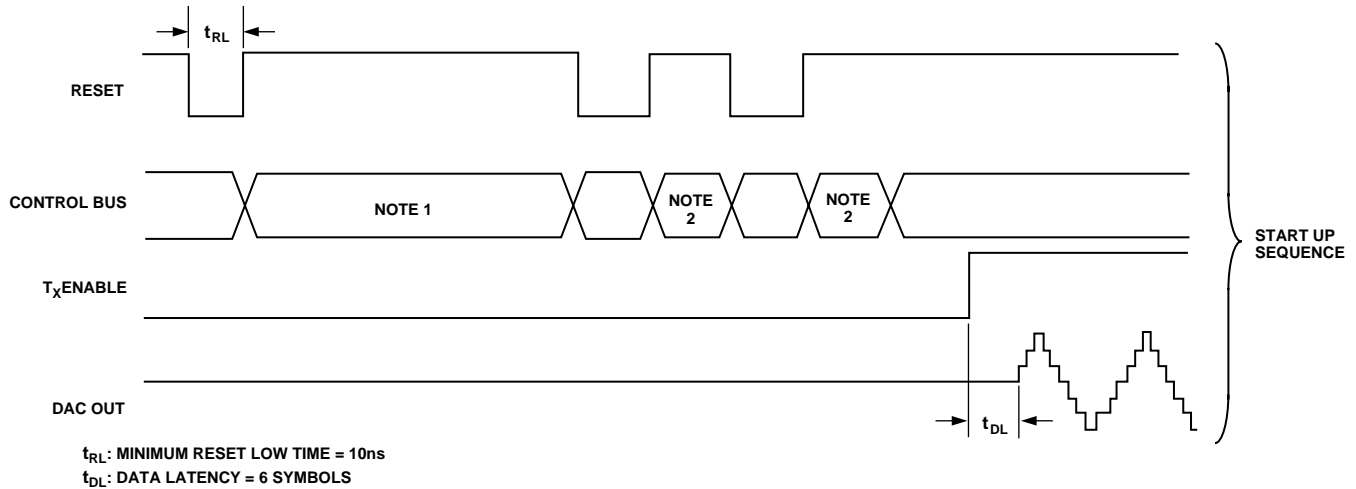 tRL
RESET
CONTROL BUS
NOTE 1
NOTE
2
NOTE
2
START UP
SEQUENCE
TXENABLE
DAC OUT
tDL
tRL: MINIMUM RESET LOW TIME = 10ns
tDL: DATA LATENCY = 6 SYMBOLS